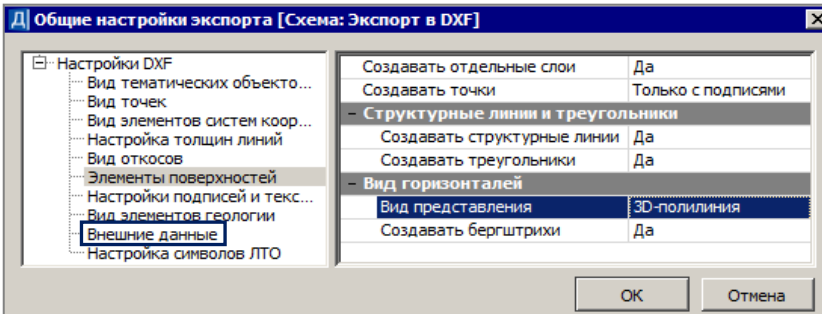 Д Общие настройки экспорта [Схема: Экспорт в DXF]
Настройки DXF
Вид тематических объекто...
Вид точек
Вид элементов систем коор...
Настройка толщин линий
Вид откосов
Элементы поверхностей
Настройки подписей и текс...
Вид элементов геологии
Внешние данные
Настройка символов ЛТО
Создавать отдельные слои Да
Создавать точки Только с подписями
Структурные линии и треугольники
Создавать структурные линии Да
Создавать треугольники Да
Вид горизонталей
Вид представления 3D-полилиния
Создавать бергштрихи Да
ОК Отмена